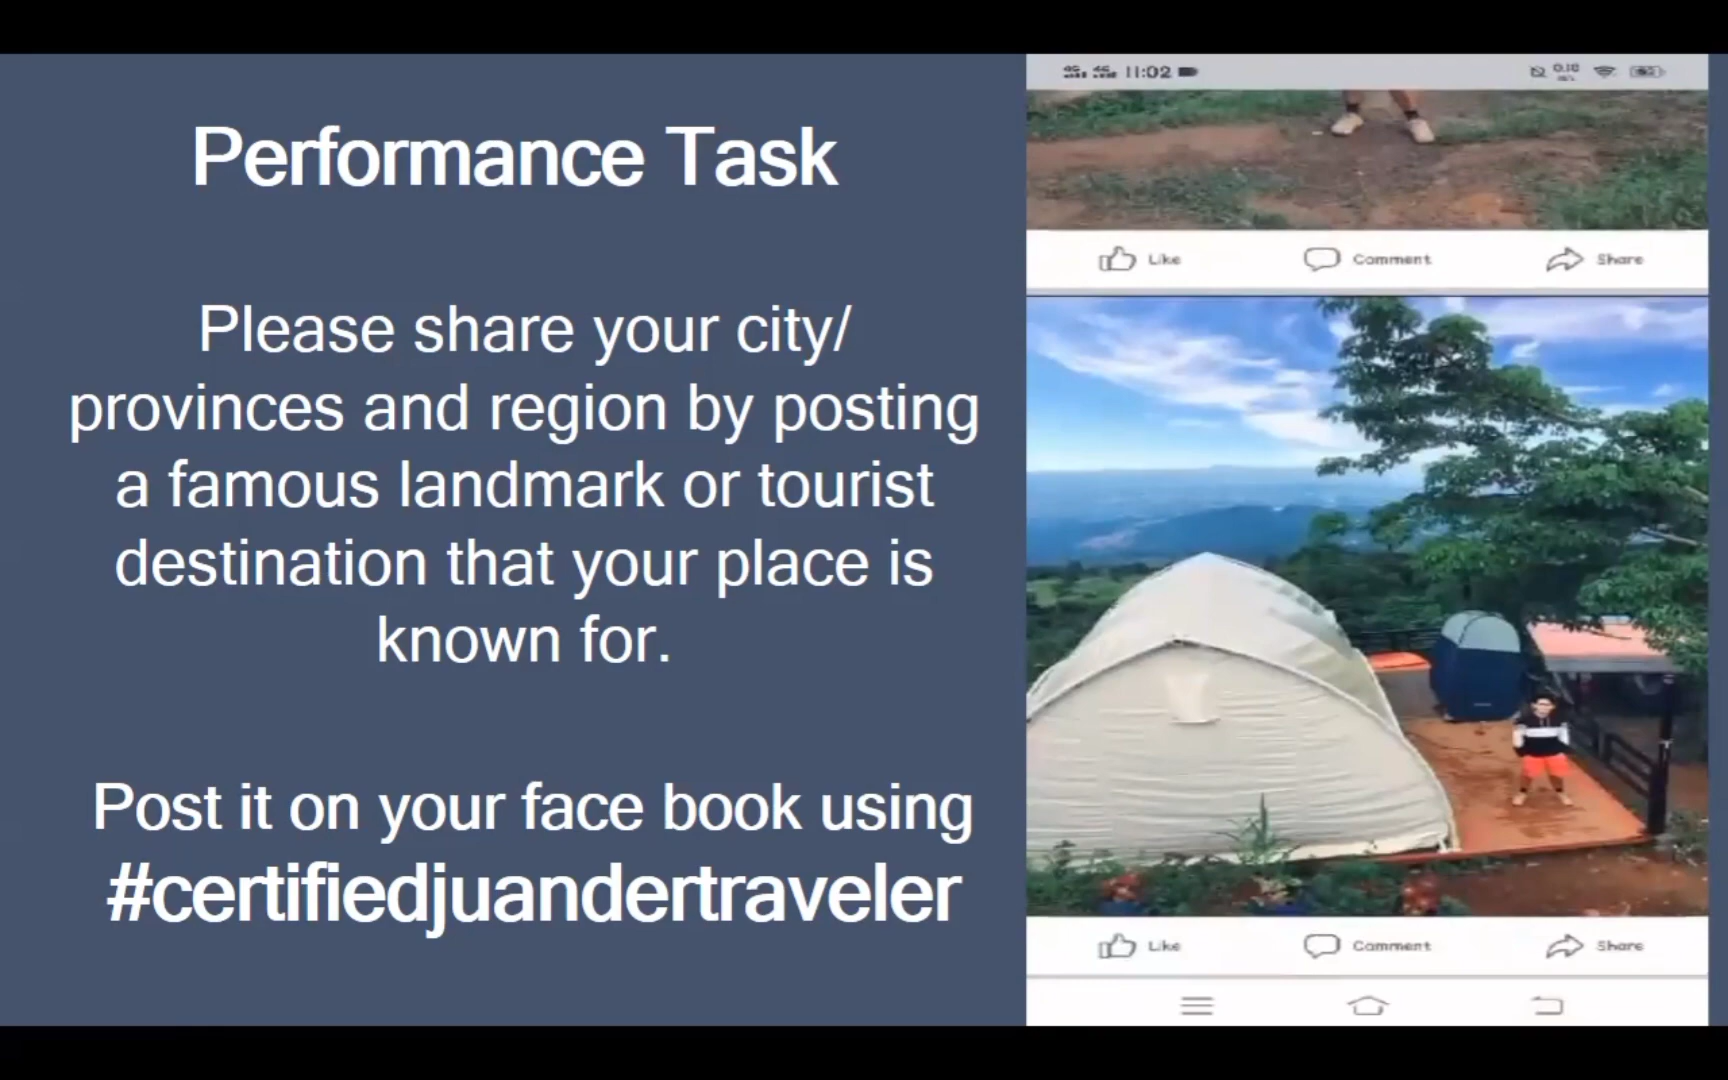 Performance Task
Please share your city/
provinces and region by posting
a famous landmark or tourist
destination that your place is
known for.
Post it on your face book using
#certifiedjuandertraveler
11:02
Like Comment Share
Like Comment Share